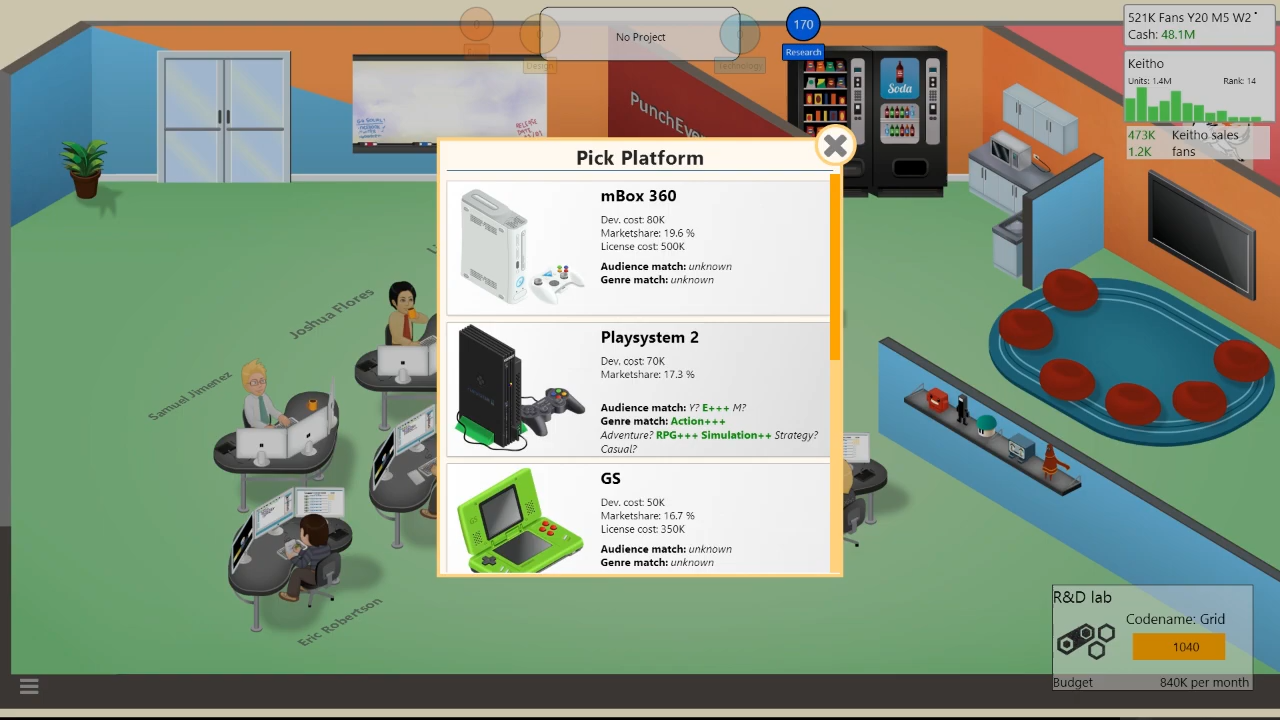 521K Fans Y20 M5 W2
Cash: 48.1M
No Project
170
Research
Design
Technology
Soda
Keitho
Units: 1.4M
Rank: 14
473K Keitho sales
1.2K fans
RELEASE
DATE
PunchEve
Pick Platform
mBox 360
Dev. cost: 80K
Marketshare: 19.6 %
License cost: 500K
Audience match: unknown
Genre match: unknown
Playsystem 2
Dev. cost: 70K
Marketshare: 17.3 %
Audience match: Y? E+++ M?
Genre match: Action+++
Adventure? RPG+++ Simulation++ Strategy?
Casual?
GS
Dev. cost: 50K
Marketshare: 16.7 %
License cost: 350K
Audience match: unknown
Genre match: unknown
Joshua Flores
Samuel Jimenez
Eric Robertson
R&D lab
Codename: Grid
1040
Budget 840K per month